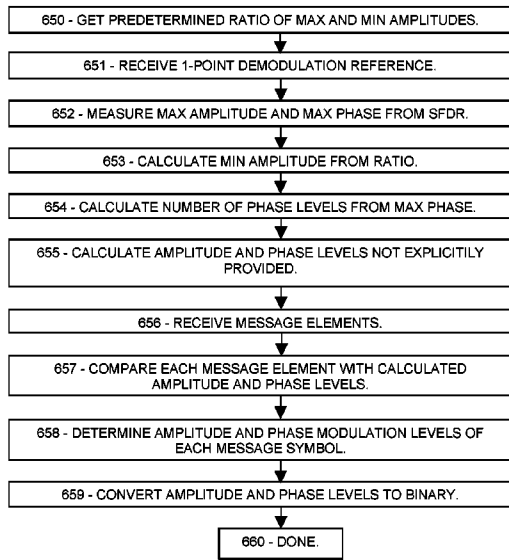 650 - GET PREDETERMINED RATIO OF MAX AND MIN AMPLITUDES.
651 - RECEIVE 1-POINT DEMODULATION REFERENCE.
652 - MEASURE MAX AMPLITUDE AND MAX PHASE FROM SFDR.
653 - CALCULATE MIN AMPLITUDE FROM RATIO.
654 - CALCULATE NUMBER OF PHASE LEVELS FROM MAX PHASE.
655 - CALCULATE AMPLITUDE AND PHASE LEVELS NOT EXPLICITILY
PROVIDED.
656 - RECEIVE MESSAGE ELEMENTS.
657 - COMPARE EACH MESSAGE ELEMENT WITH CALCULATED
AMPLITUDE AND PHASE LEVELS.
658 - DETERMINE AMPLITUDE AND PHASE MODULATION LEVELS OF
EACH MESSAGE SYMBOL.
659 - CONVERT AMPLITUDE AND PHASE LEVELS TO BINARY.
660 - DONE.